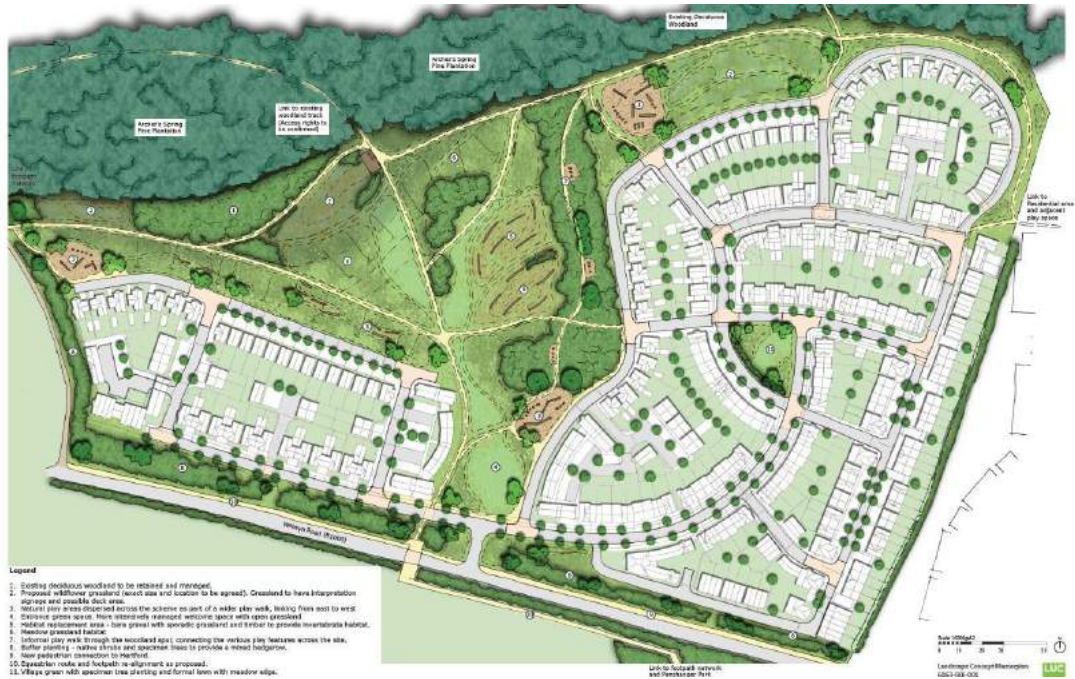 Existing Deciduous
Woodland
Archer's Spring
Pine Plantation
Link to existing
woodland track
(Access rights to
be confirmed)
Archer's Spring
Pine Plantation
Link to
Residential area
and adjacent
play space
Welwyn Road (B1000)
Legend
1. Existing deciduous woodland to be retained and managed.
2. Proposed wildflower grassland (exact size and location to be agreed). Grassland to have interpretation
signage and possible deck area.
3. Natural play areas dispersed across the scheme as part of a wider play walk, linking from east to west
4. Entrance green space. More intensively managed welcome space with open grassland
5. Habitat replacement area - bare gravel with sporadic grassland and timber to provide invertebrate habitat.
6. Meadow grassland habitat
7. Informal play walk through the woodland spur, connecting the various play features across the site.
8. Buffer planting - native shrubs and specimen trees to provide a mixed hedgerow.
9. New pedestrian connection to Hertford.
10. Equestrian route and footpath re-alignment as proposed.
11. Village green with specimen tree planting and formal lawn with meadow edge.
Link to footpath network
and Panshanger Park
Landscape Concept Masterplan
LUC